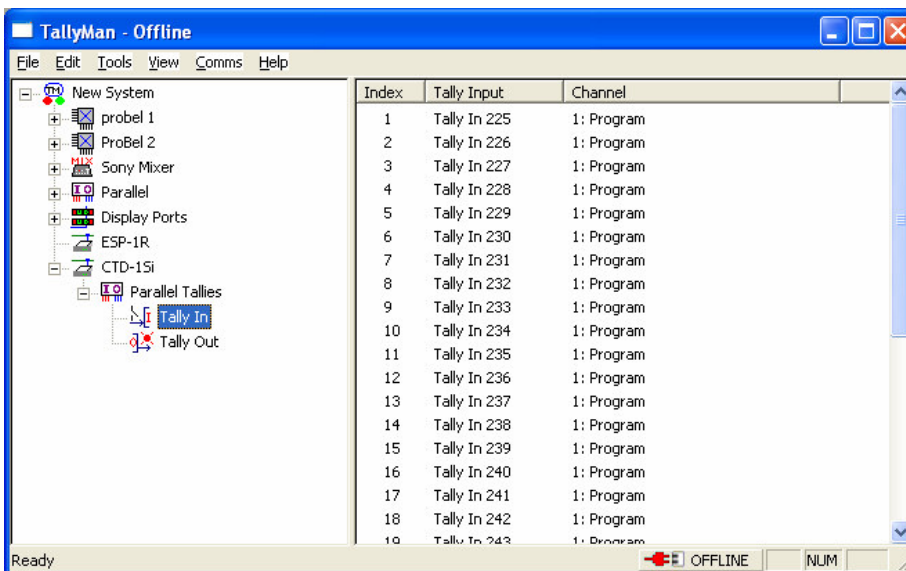 TallyMan - Offline
File Edit Tools View Comms Help
New System
probel 1
ProBel 2
MIX
Sony Mixer
Parallel
Display Ports
ESP-1R
CTD-1Si
Parallel Tallies
Tally In
Tally Out
Index Tally Input Channel
1 Tally In 225 1: Program
2 Tally In 226 1: Program
3 Tally In 227 1: Program
4 Tally In 228 1: Program
5 Tally In 229 1: Program
6 Tally In 230 1: Program
7 Tally In 231 1: Program
8 Tally In 232 1: Program
9 Tally In 233 1: Program
10 Tally In 234 1: Program
11 Tally In 235 1: Program
12 Tally In 236 1: Program
13 Tally In 237 1: Program
14 Tally In 238 1: Program
15 Tally In 239 1: Program
16 Tally In 240 1: Program
17 Tally In 241 1: Program
18 Tally In 242 1: Program
19 Tally In 243 1: Program
Ready OFFLINE NUM